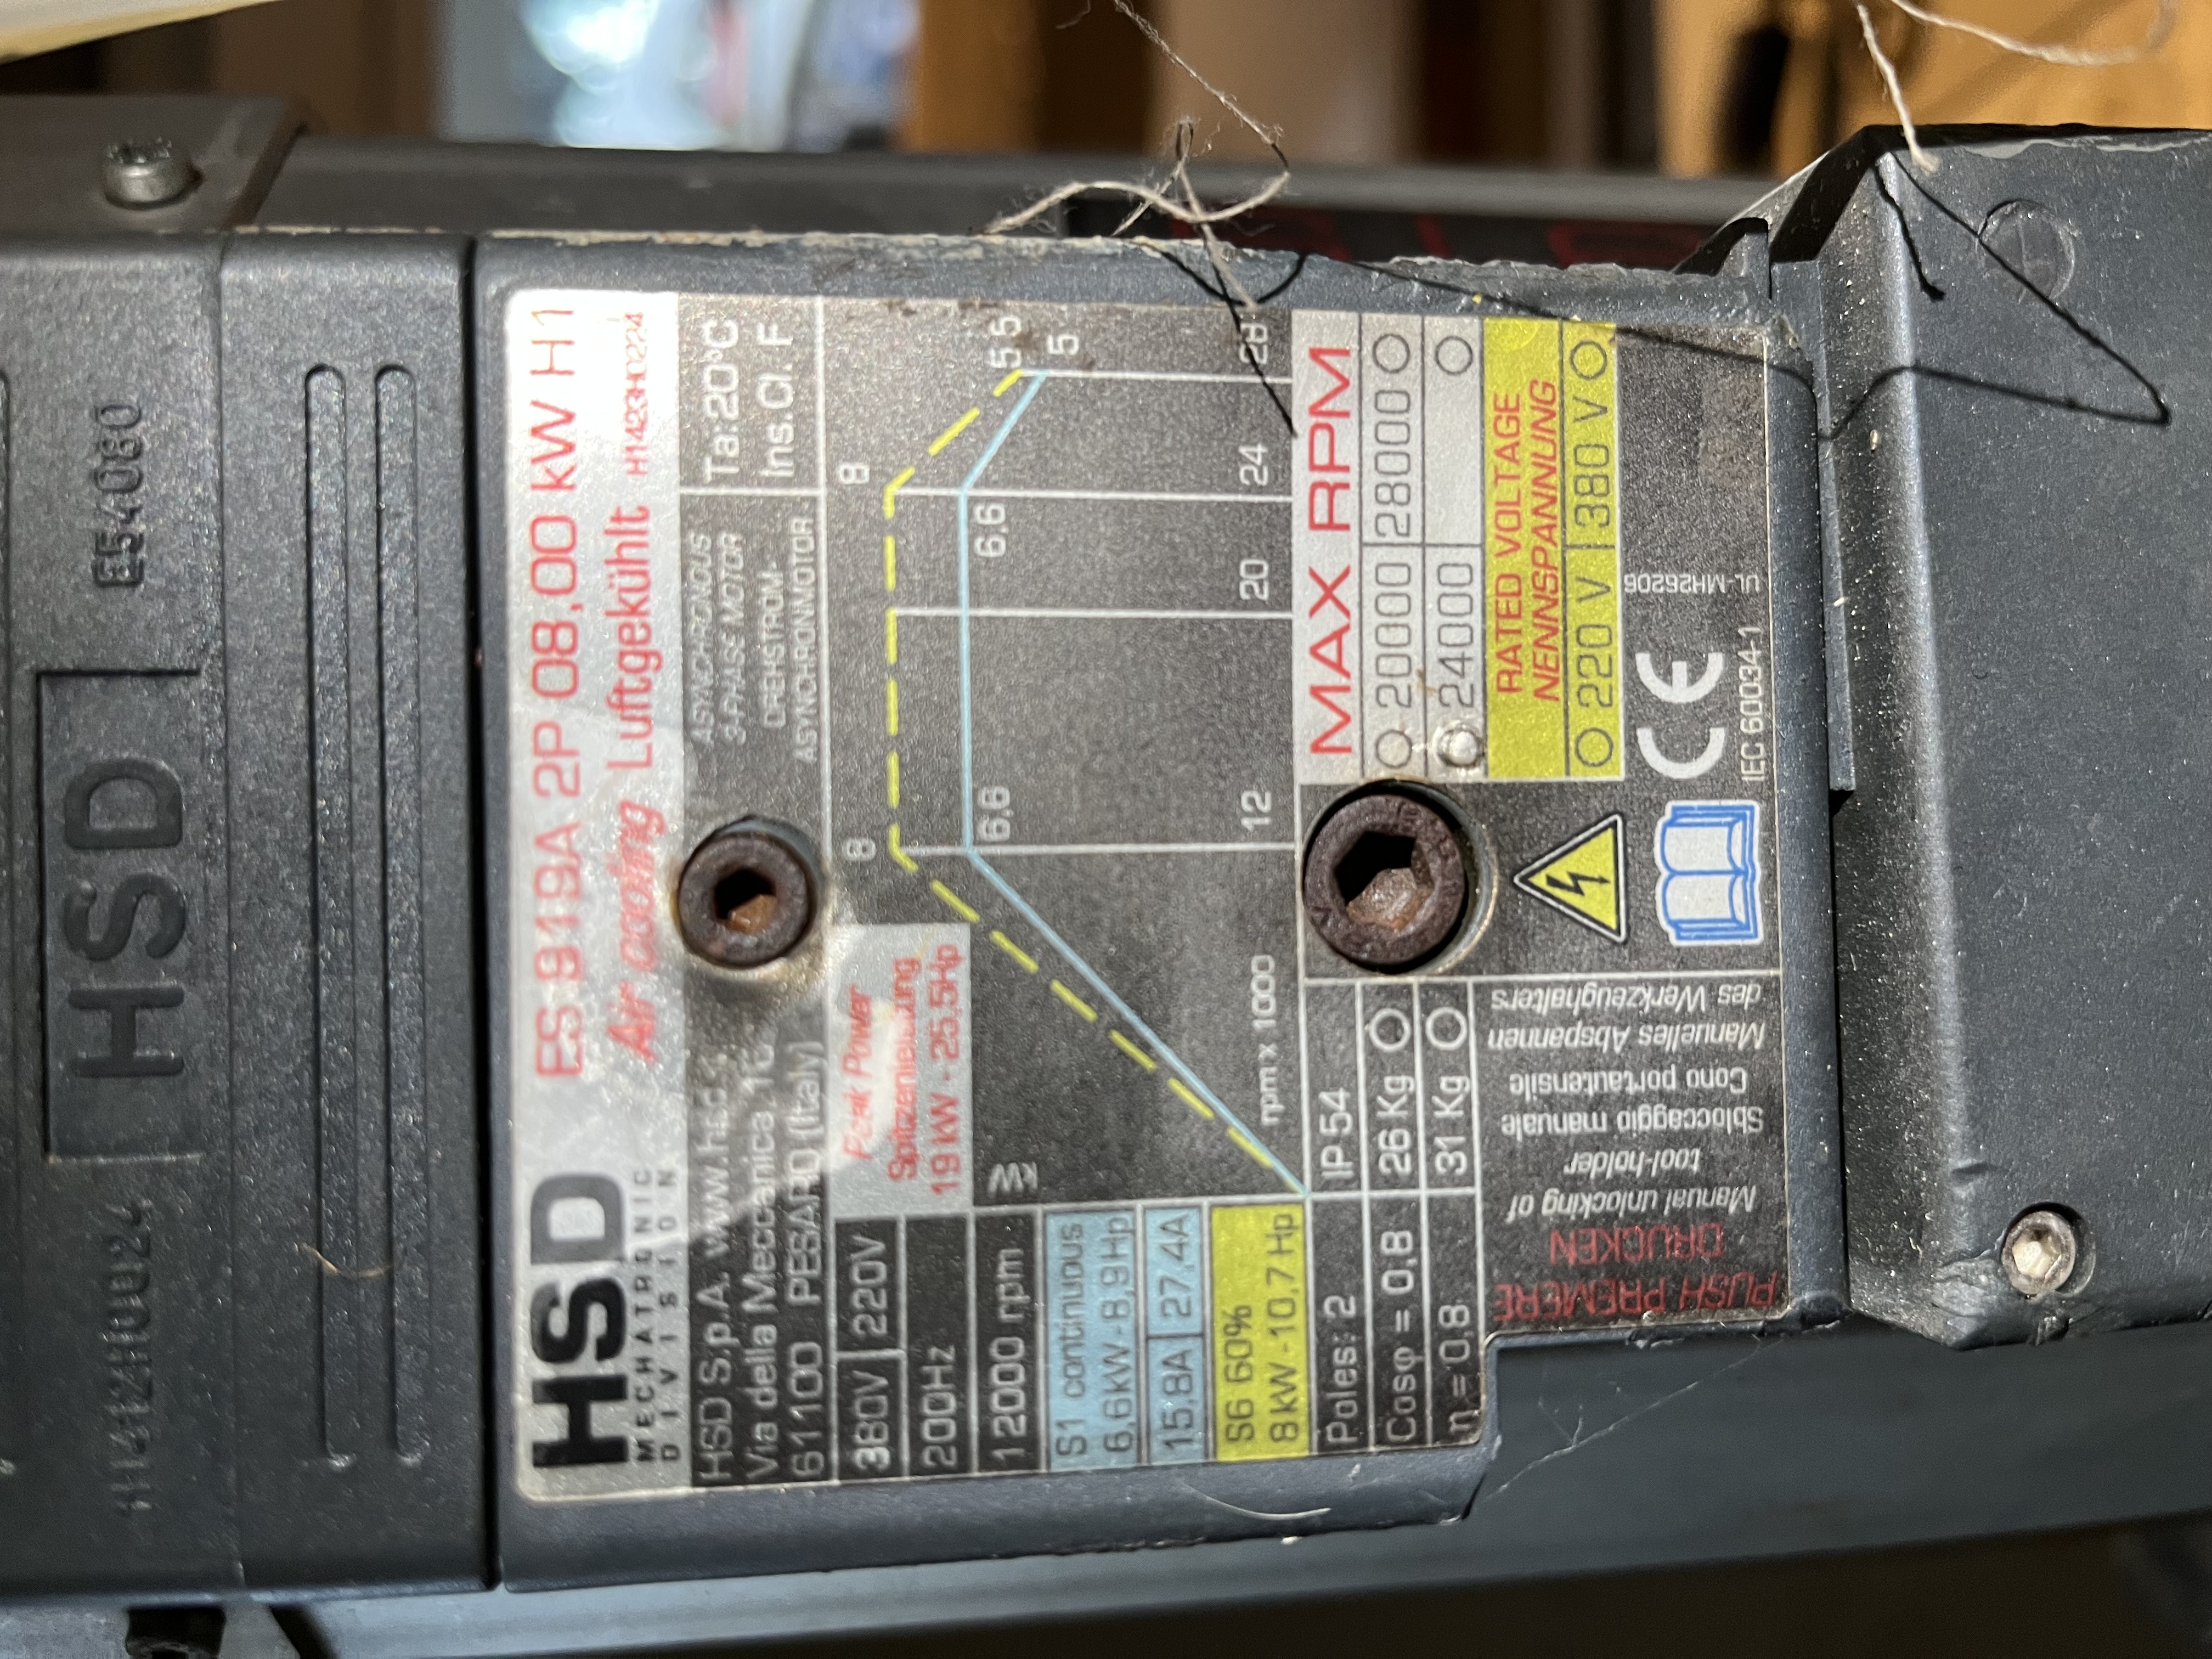 HSD
E54080
HSD
MECHATRONIC
DIVISION
ES 919A 2P 08,00 kW H1
Air cooling Luftgekühlt H1423H0224
HSD S.p.A. www.hsd.
Via della Meccanica,
61100 PESARO (Italy)
ASYNCHRONOUS
3-PHASE MOTOR
DREHSTROM-
ASYNCHRONMOTOR
Ta:20°C
Ins.Cl. F
380V 220V
200Hz
12000 rpm
S1 continuous
6,6kW-8,9Hp
15,8A 27,4A
S6 60%
8kW-10,7Hp
Peak Power
Spitzenleistung
19 kW - 25,5Hp
kW
8 8
6,6 6,6
5,5
5
rpm x 1000 12 20 24 28
Poles: 2 IP 54
Cosφ = 0,8 26 Kg
η = 0,8 31 Kg
MAX RPM
20000 28000
24000
RATED VOLTAGE
NENNSPANNUNG
220 V 380 V
PUSH PREMERE
DRUCKEN
Manual unlocking of
tool-holder
Sbloccaggio manuale
Cono portautensile
Manuelles Abspannen
des Werkzeughalters
CE
IEC 60034-1
UL-MH26206